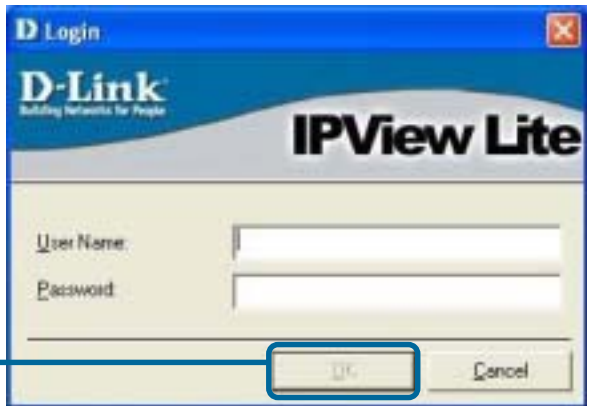 D Login
D-Link
Building Networks for People
IPView Lite
User Name:
Password:
OK
Cancel